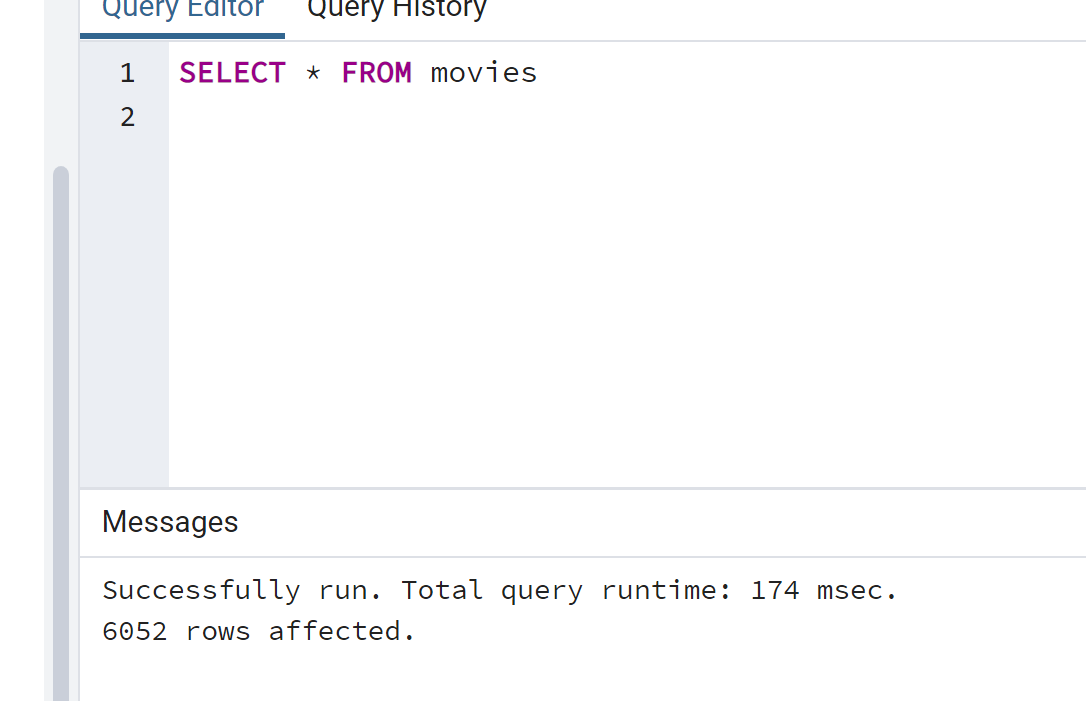 Query Editor Query History
1 SELECT * FROM movies
2
Messages
Successfully run. Total query runtime: 174 msec.
6052 rows affected.